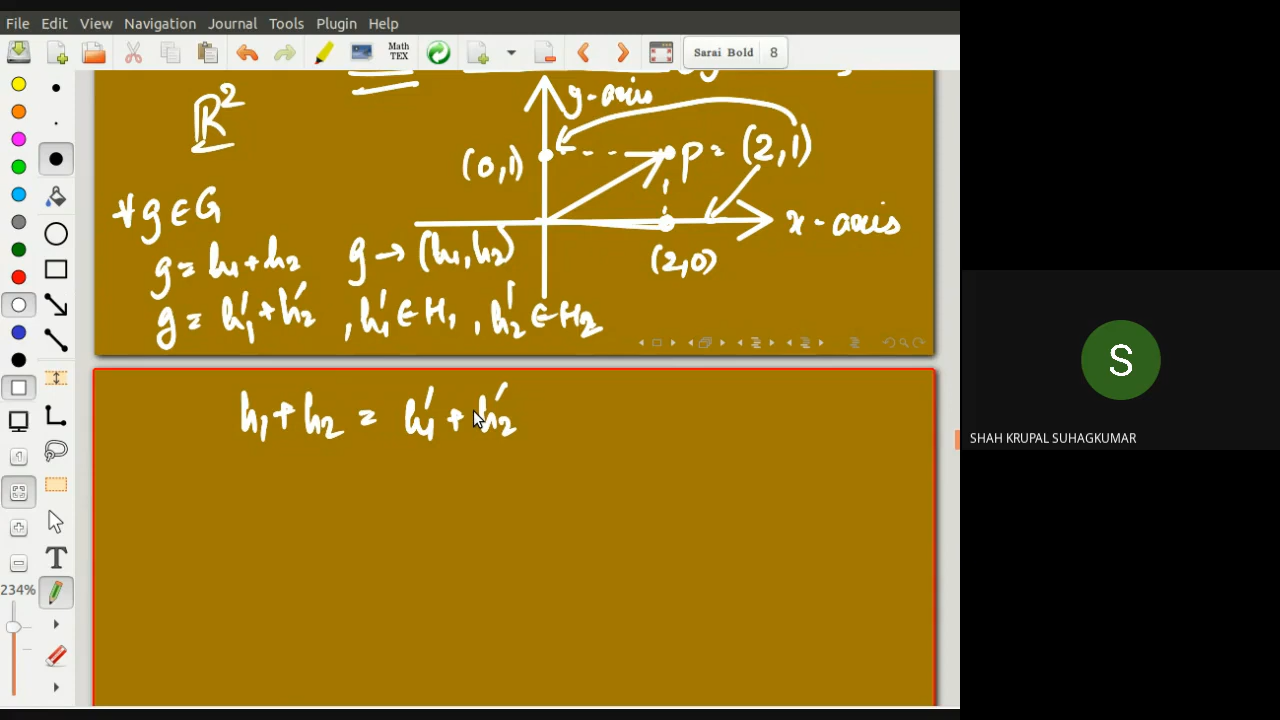 File Edit View Navigation Journal Tools Plugin Help
Math TEX
Sarai Bold 8
ℝ²
y-axis
(0,1)
p = (2,1)
x-axis
(2,0)
∀ g ∈ G
g = h₁ + h₂ g → (h₁, h₂)
g = h₁′ + h₂′ , h₁′ ∈ H₁ , h₂′ ∈ H₂
h₁ + h₂ = h₁′ + h₂′
234%
S
SHAH KRUPAL SUHAGKUMAR